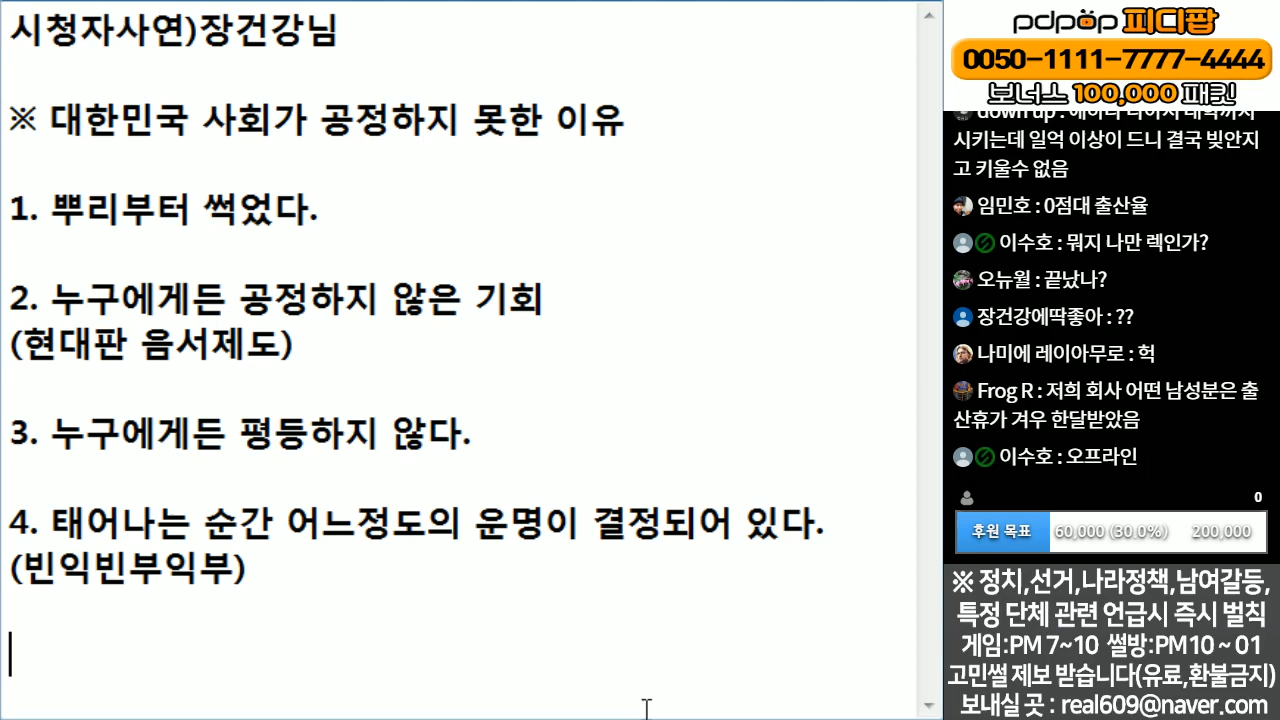 시청자사연)장건강님
※ 대한민국 사회가 공정하지 못한 이유
1. 뿌리부터 썩었다.
2. 누구에게든 공정하지 않은 기회
(현대판 음서제도)
3. 누구에게든 평등하지 않다.
4. 태어나는 순간 어느정도의 운명이 결정되어 있다.
(빈익빈부익부)
pdpop 피디팝
0050-1111-7777-4444
보너스 100,000 패킷
시키는데 일억 이상이 드니 결국 빚안지
고 키울수 없음
임민호 : 0점대 출산율
이수호 : 뭐지 나만 렉인가?
오뉴월 : 끝났나?
장건강에딱좋아 : ??
나미에 레이아무로 : 헉
Frog R : 저희 회사 어떤 남성분은 출
산휴가 겨우 한달받았음
이수호 : 오프라인
0
후원 목표 60,000 (30.0%) 200,000
※ 정치,선거,나라정책,남여갈등,
특정 단체 관련 언급시 즉시 벌칙
게임:PM 7~10 썰방:PM10 ~ 01
고민썰 제보 받습니다(유료,환불금지)
보내실 곳 : real609@naver.com